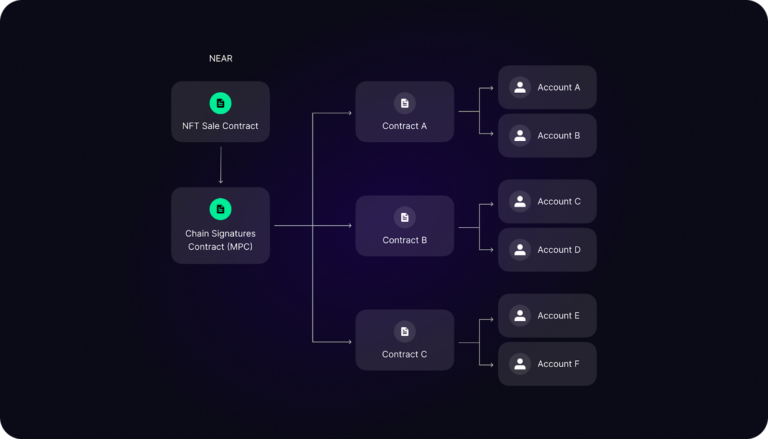 NEAR
NFT Sale Contract
Chain Signatures
Contract (MPC)
Contract A
Account A
Account B
Contract B
Account C
Account D
Contract C
Account E
Account F